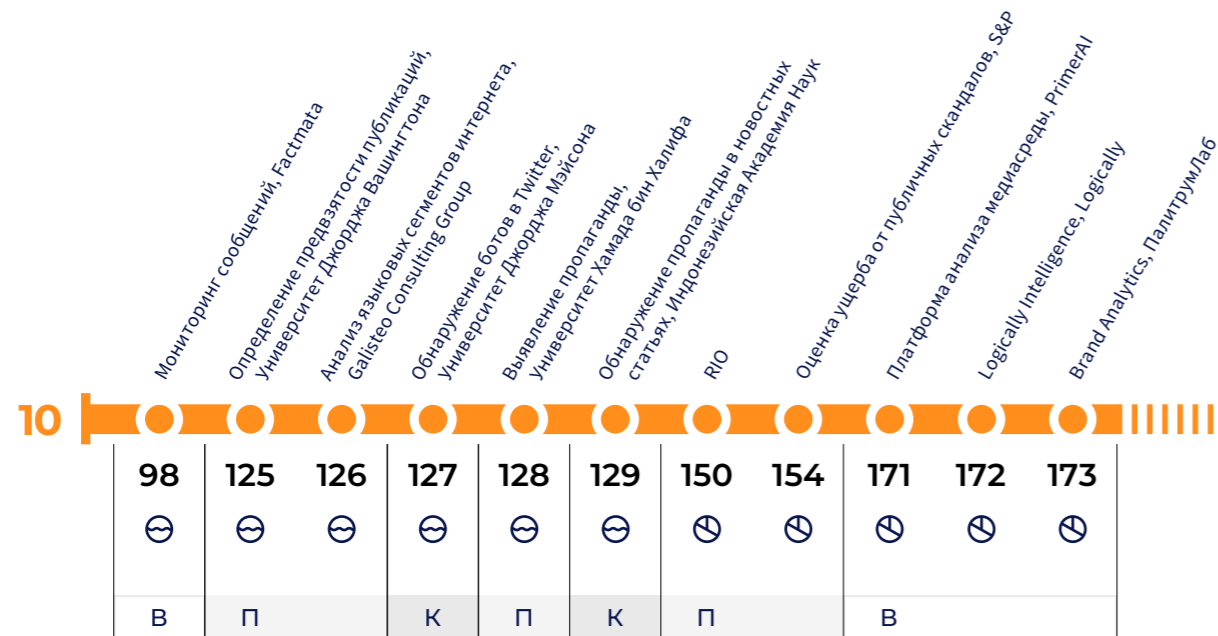 Мониторинг сообщений, Factmata
Определение предвзятости публикаций,
Университет Джорджа Вашингтона
Анализ языковых сегментов интернета,
Galisteo Consulting Group
Обнаружение ботов в Twitter,
Университет Джорджа Мэйсона
Выявление пропаганды,
Университет Хамада бин Халифа
Обнаружение пропаганды в новостных
статьях, Индонезийская Академия Наук
RIO
Оценка ущерба от публичных скандалов, S&P
Платформа анализа медиасреды, PrimerAI
Logically Intelligence, Logically
Brand Analytics, ПалитрумЛаб
10
98 125 126 127 128 129 150 154 171 172 173
В П К П К П В